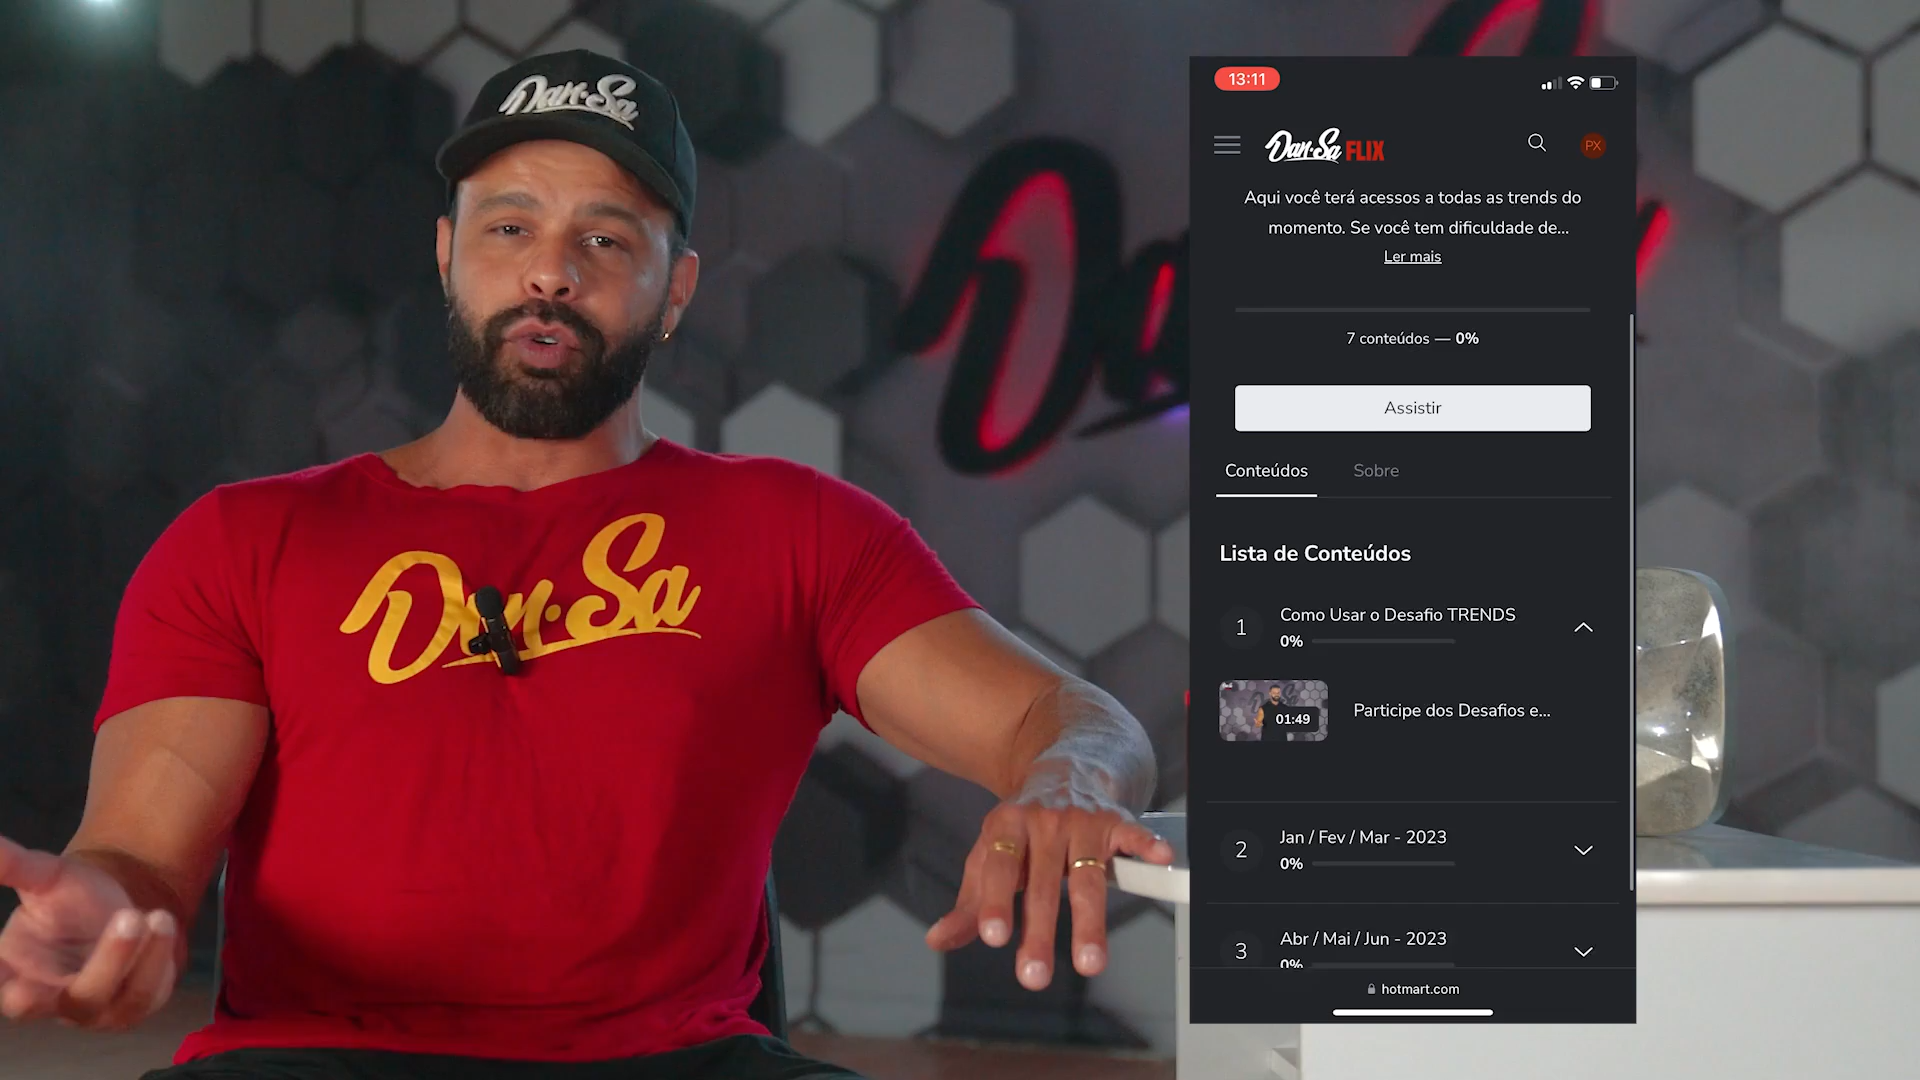 Dan·Sa
Dan·Sa
13:11
Dan·Sa FLIX
PX
Aqui você terá acessos a todas as trends do
momento. Se você tem dificuldade de...
Ler mais
7 conteúdos — 0%
Assistir
Conteúdos
Sobre
Lista de Conteúdos
1
Como Usar o Desafio TRENDS
0%
01:49
Participe dos Desafios e...
2
Jan / Fev / Mar - 2023
0%
3
Abr / Mai / Jun - 2023
0%
hotmart.com